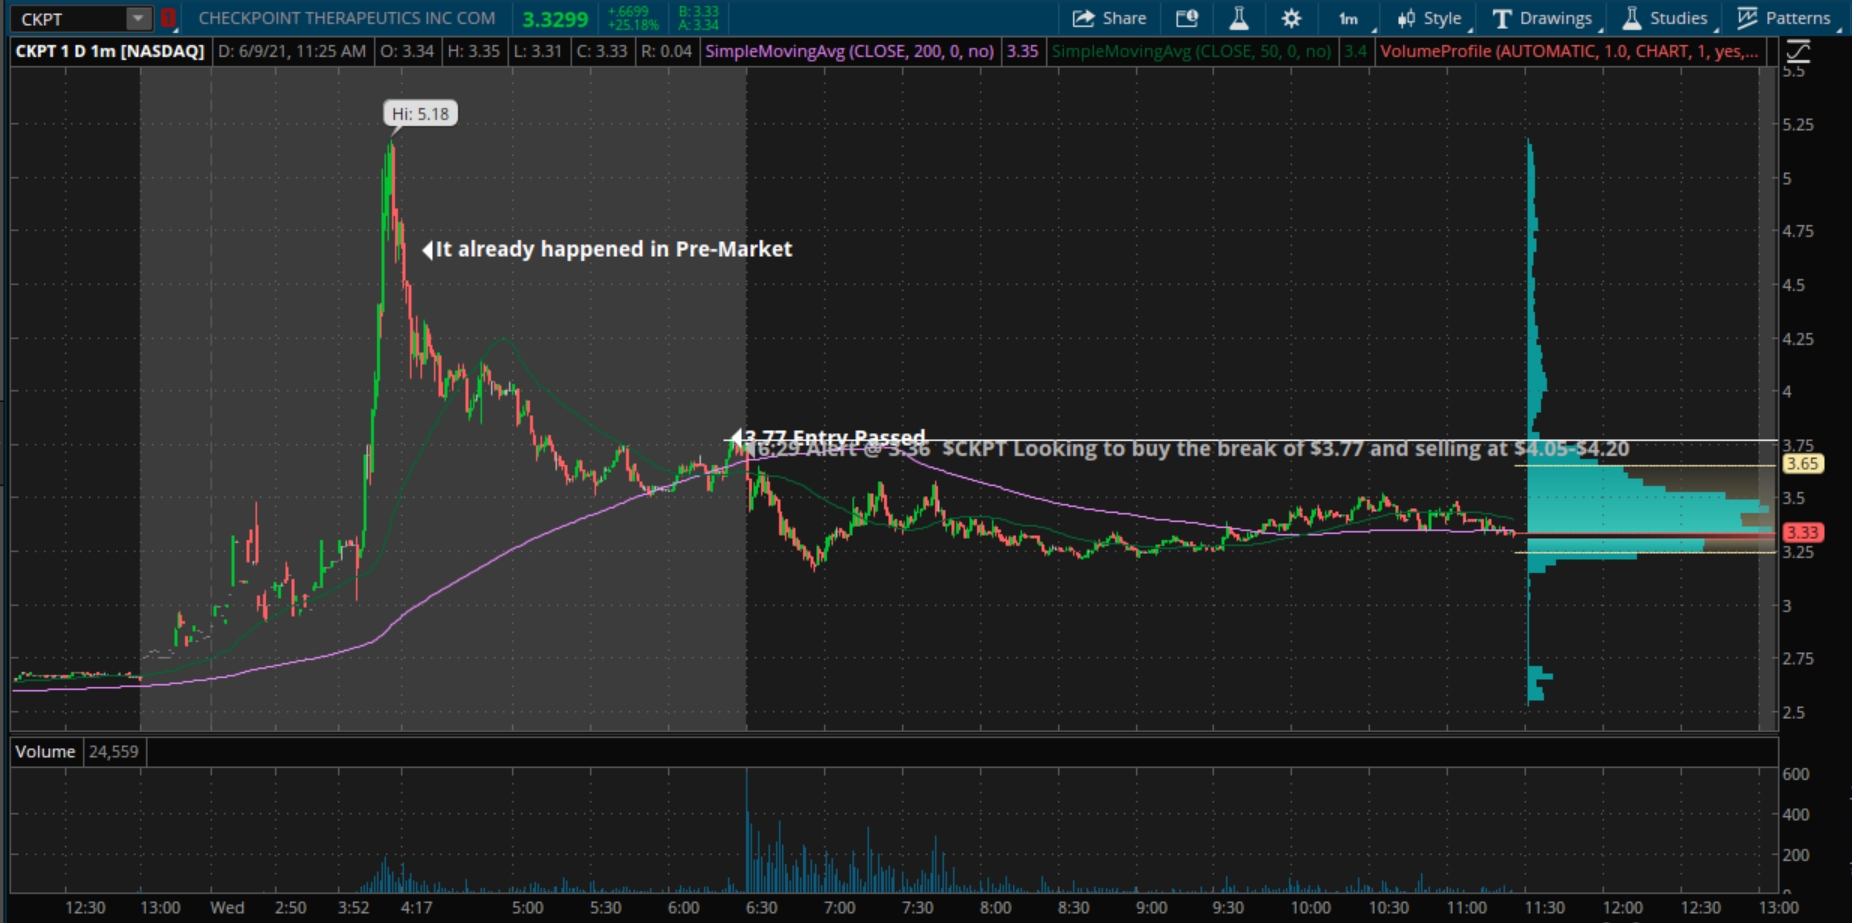 CKPT 1 CHECKPOINT THERAPEUTICS INC COM 3.3299 +.6699 B: 3.33 Share 1m Style Drawings Studies Patterns
+25.18% A: 3.34
CKPT 1 D 1m [NASDAQ] D: 6/9/21, 11:25 AM O: 3.34 H: 3.35 L: 3.31 C: 3.33 R: 0.04 SimpleMovingAvg (CLOSE, 200, 0, no) 3.35 SimpleMovingAvg (CLOSE, 50, 0, no) 3.4 VolumeProfile (AUTOMATIC, 1.0, CHART, 1, yes,...
5.5
Hi: 5.18
5.25
5
4.75
It already happened in Pre-Market
4.5
4.25
4
3.77 Entry Passed
3.75
6:29 Alert @ 3.36 $CKPT Looking to buy the break of $3.77 and selling at $4.05-$4.20
3.65
3.5
3.33
3.25
3
2.75
2.5
Volume 24,559
600
400
200
0
12:30 13:00 Wed 2:50 3:52 4:17 5:00 5:30 6:00 6:30 7:00 7:30 8:00 8:30 9:00 9:30 10:00 10:30 11:00 11:30 12:00 12:30 13:00